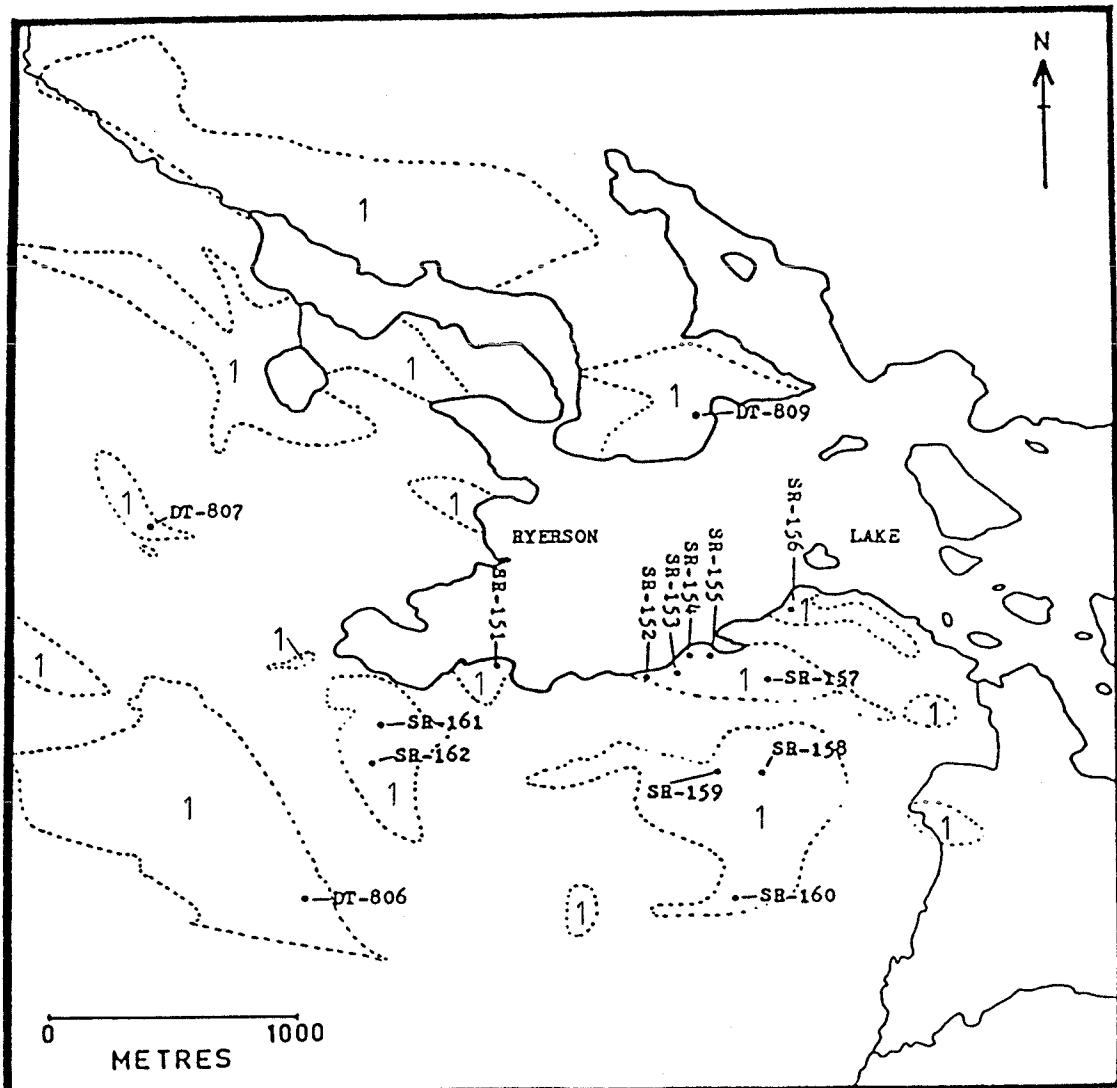 N
1
1
1
1
DT-809
1
DT-807
1
RYERSON
LAKE
SR-156
SR-155
SR-154
SR-153
SR-152
SR-151
1
1
1
1
SR-157
1
SR-161
1
SR-162
SR-158
SR-159
1
1
1
1
DT-806
SR-160
1
0 1000
METRES